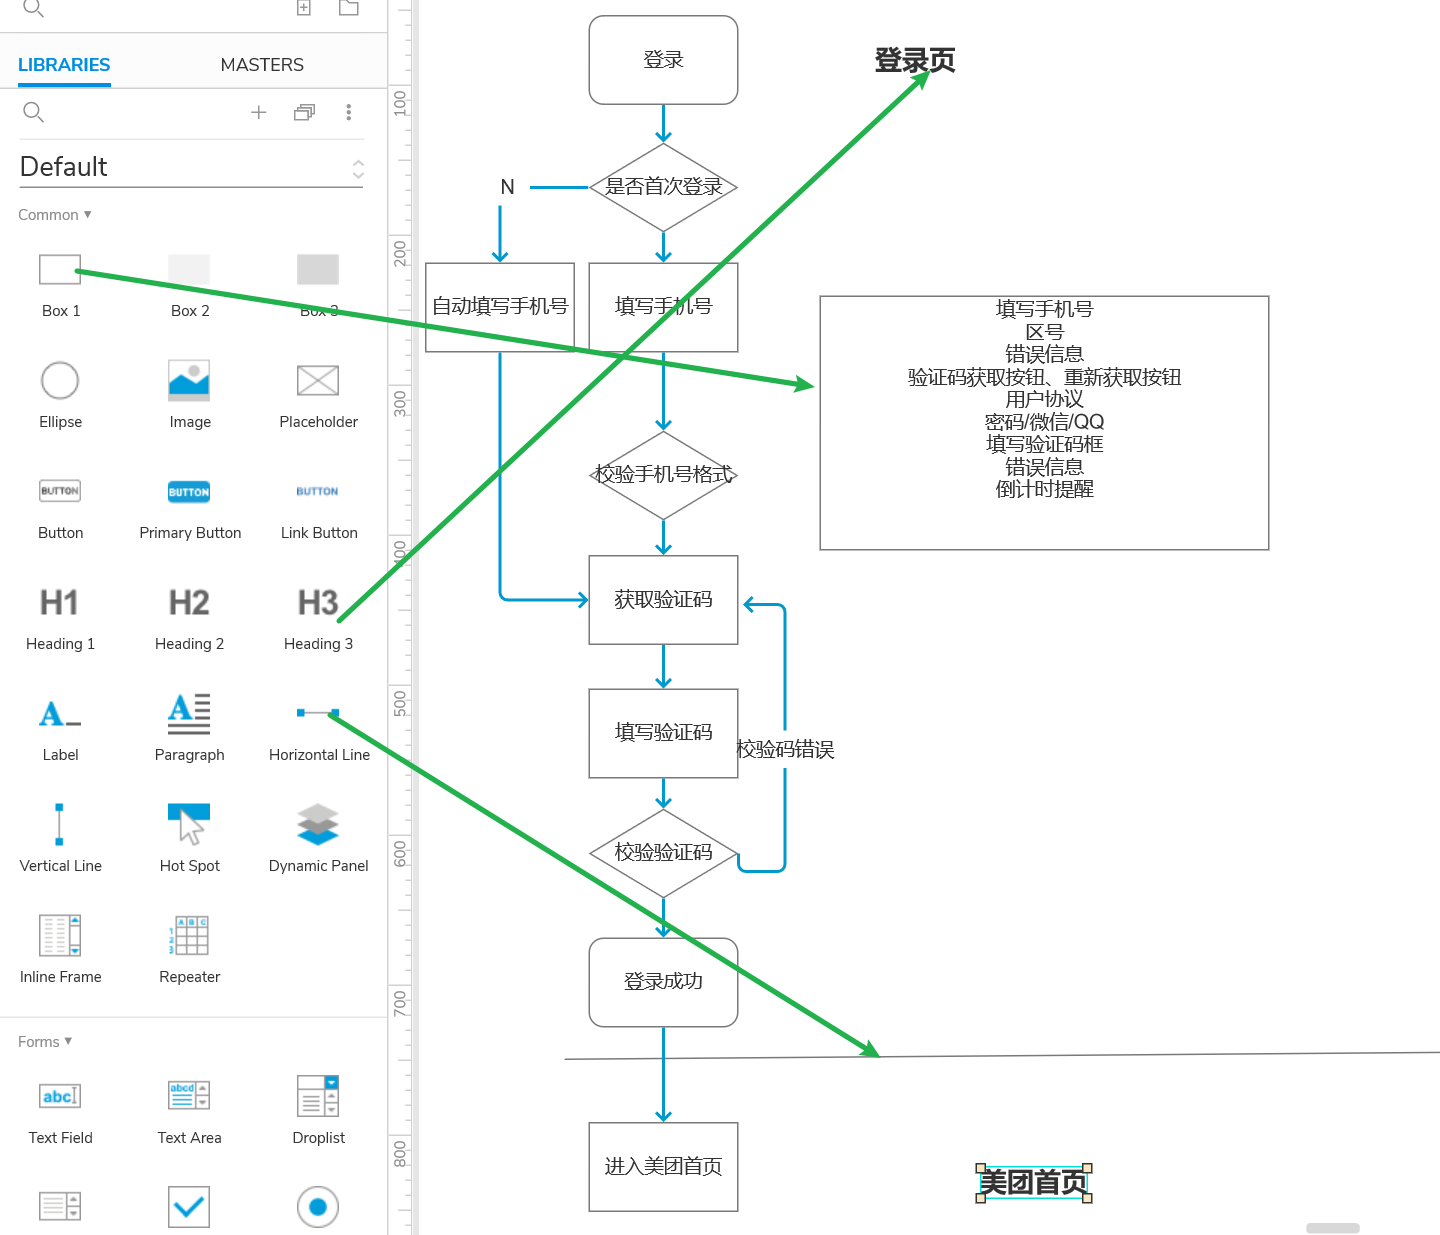 LIBRARIES
MASTERS
Default
Common
Box 1
Box 2
Box 3
Ellipse
Image
Placeholder
BUTTON
BUTTON
BUTTON
Button
Primary Button
Link Button
H1
H2
H3
Heading 1
Heading 2
Heading 3
A
A
Label
Paragraph
Horizontal Line
Vertical Line
Hot Spot
Dynamic Panel
A B C
1
2
3
Inline Frame
Repeater
Forms
abc
abcd
Text Field
Text Area
Droplist
100
200
300
400
500
600
700
800
登录
是否首次登录
N
自动填写手机号
填写手机号
校验手机号格式
获取验证码
填写验证码
校验码错误
校验验证码
登录成功
进入美团首页
登录页
填写手机号
区号
错误信息
验证码获取按钮、重新获取按钮
用户协议
密码/微信/QQ
填写验证码框
错误信息
倒计时提醒
美团首页